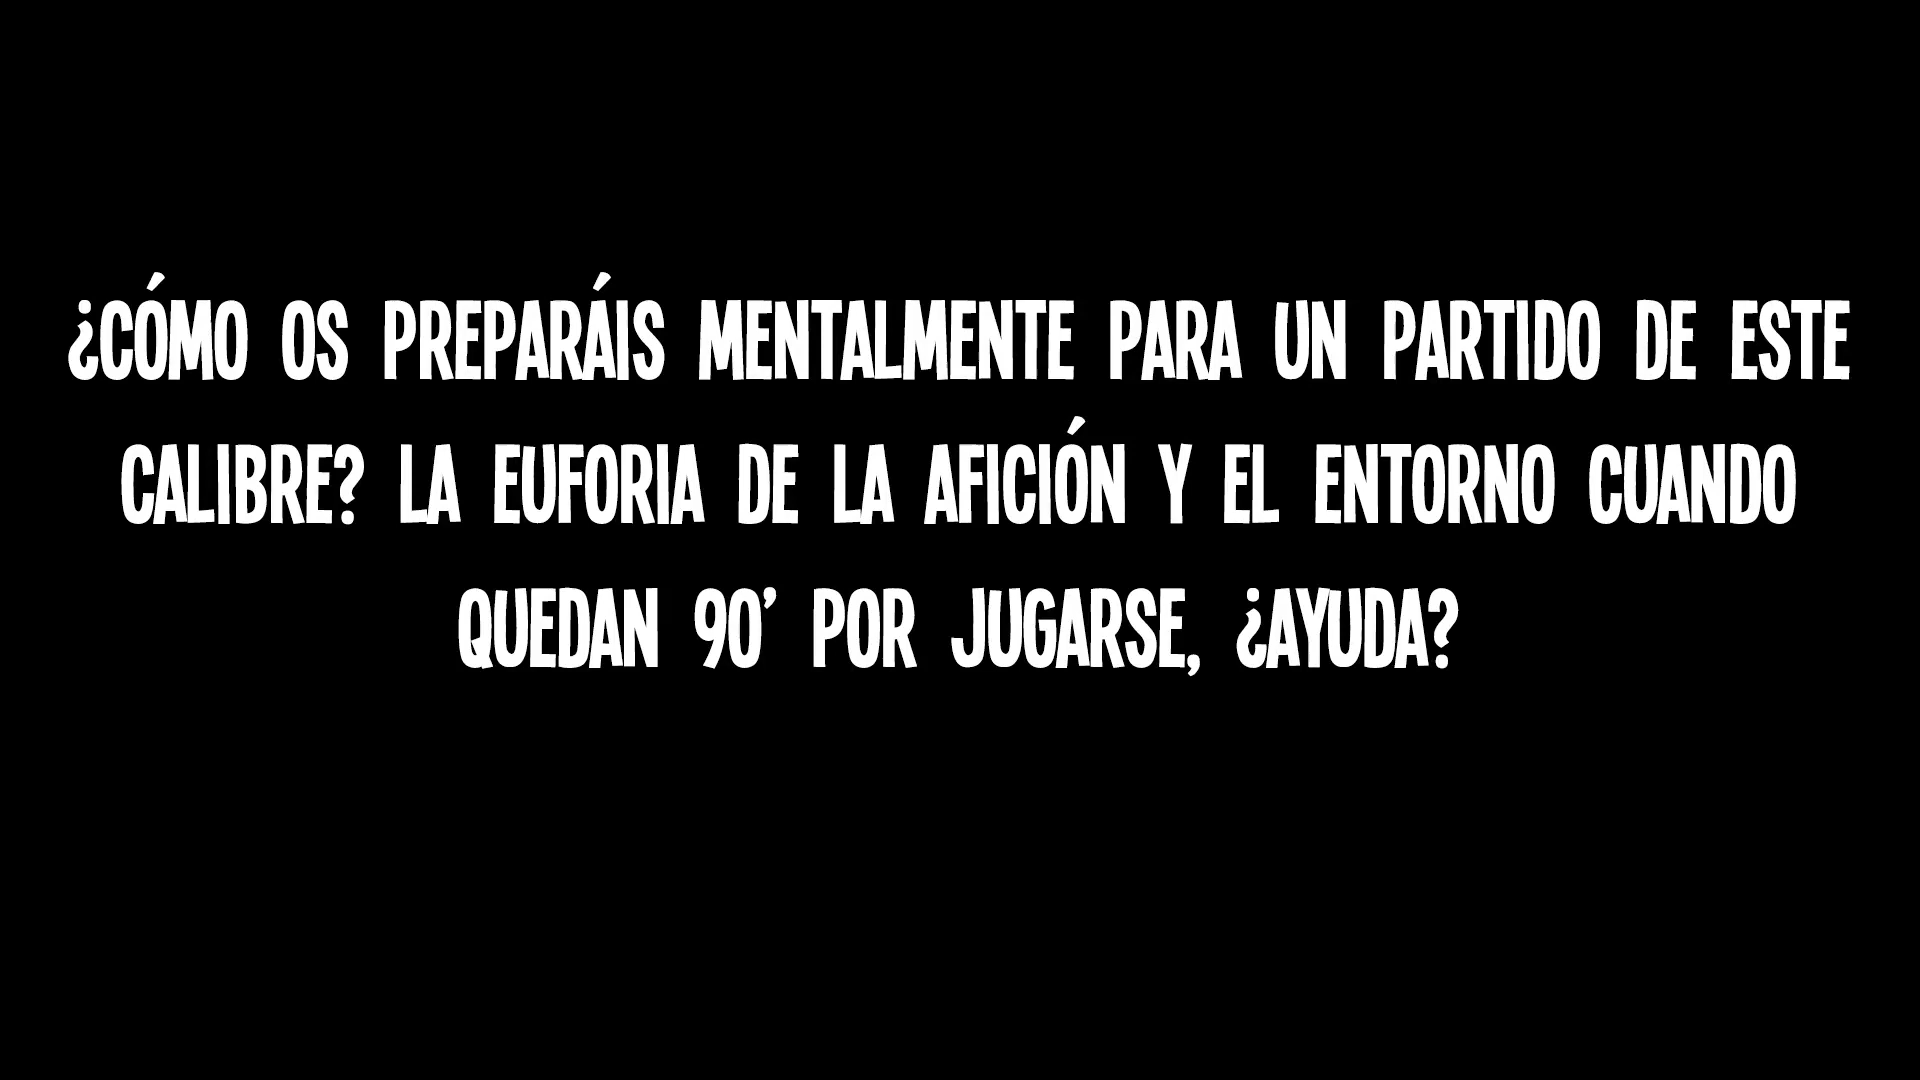 ¿CÓMO OS PREPARÁIS MENTALMENTE PARA UN PARTIDO DE ESTE
CALIBRE? LA EUFORIA DE LA AFICIÓN Y EL ENTORNO CUANDO
QUEDAN 90' POR JUGARSE, ¿AYUDA?